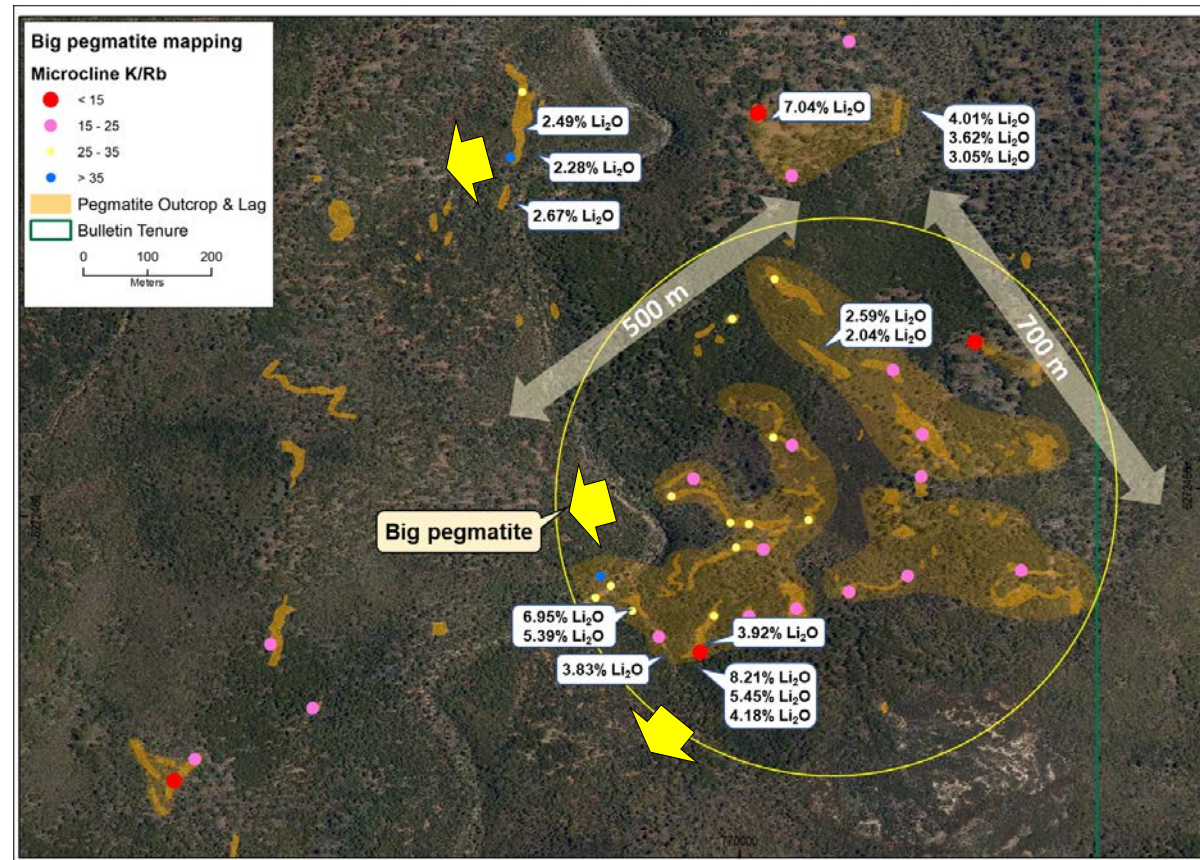 Big pegmatite mapping
Microcline K/Rb
< 15
15 - 25
25 - 35
> 35
Pegmatite Outcrop & Lag
Bulletin Tenure
0 100 200
Meters
770000
7.04% Li₂O
4.01% Li₂O
3.62% Li₂O
3.05% Li₂O
2.49% Li₂O
2.28% Li₂O
2.67% Li₂O
500 m
700 m
2.59% Li₂O
2.04% Li₂O
Big pegmatite
6.95% Li₂O
5.39% Li₂O
3.92% Li₂O
3.83% Li₂O
8.21% Li₂O
5.45% Li₂O
4.18% Li₂O
770000